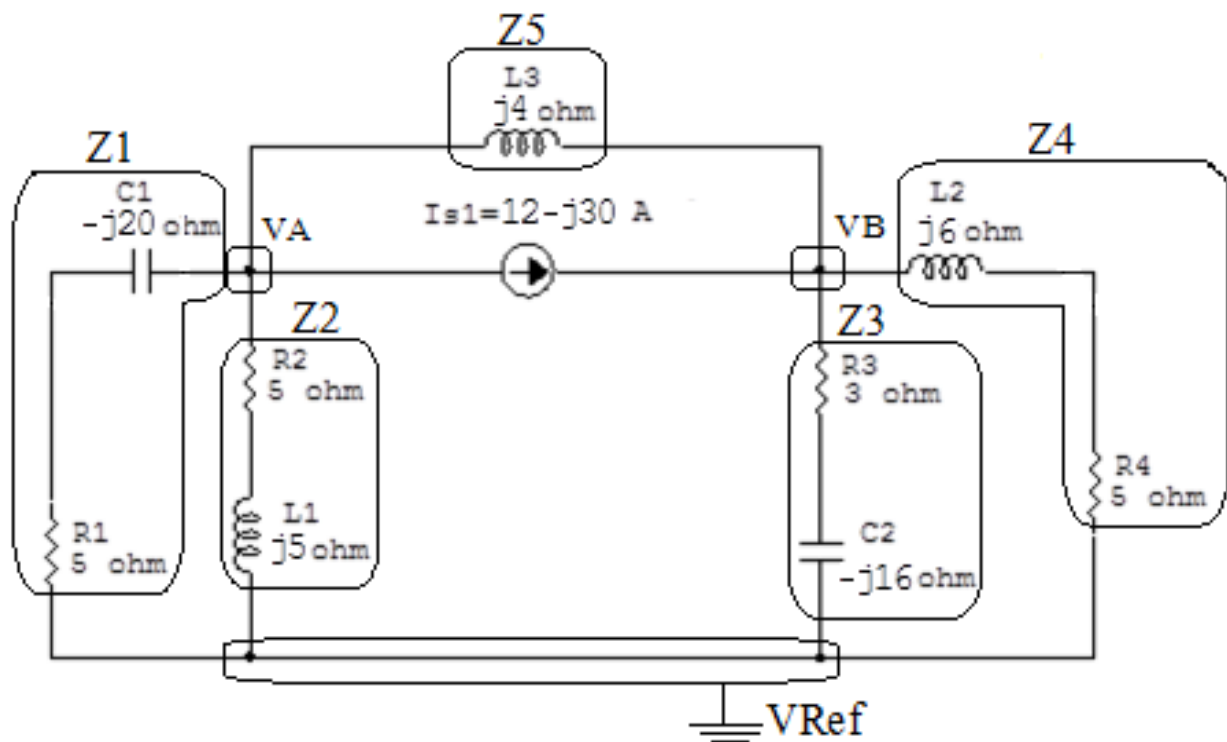 Z5
L3
j4 ohm
Z1
C1
-j20 ohm
VA
Is1=12-j30 A
VB
Z4
L2
j6 ohm
Z2
R2
5 ohm
L1
j5 ohm
Z3
R3
3 ohm
C2
-j16 ohm
R1
5 ohm
R4
5 ohm
VRef